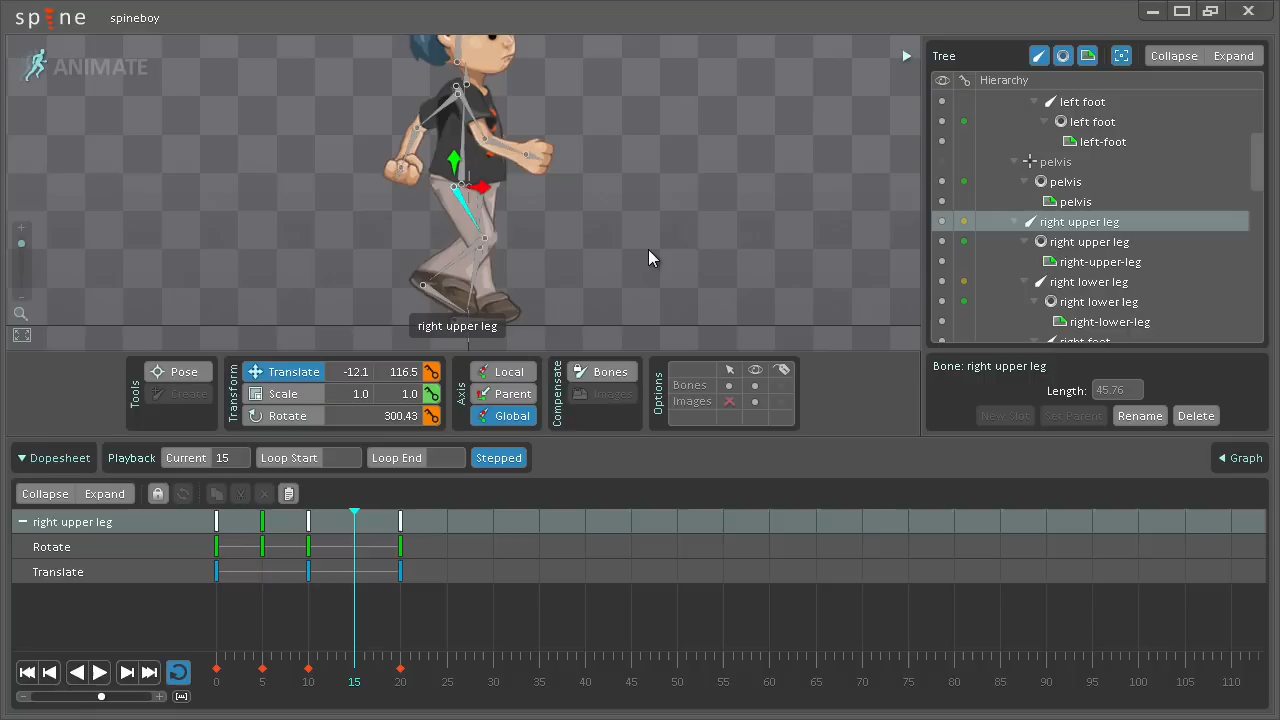 spine
spineboy
ANIMATE
Tree
Collapse
Expand
Hierarchy
left foot
left foot
left-foot
pelvis
pelvis
pelvis
right upper leg
right upper leg
right-upper-leg
right lower leg
right lower leg
right-lower-leg
right foot
right upper leg
Tools
Pose
Create
Transform
Translate -12.1 116.5
Scale 1.0 1.0
Rotate 300.43
Axis
Local
Parent
Global
Compensate
Bones
Images
Options
Bones
Images
Bone: right upper leg
Length: 45.76
New Slot
Set Parent
Rename
Delete
Dopesheet
Playback
Current 15
Loop Start
Loop End
Stepped
Graph
Collapse
Expand
right upper leg
Rotate
Translate
0 5 10 15 20 25 30 35 40 45 50 55 60 65 70 75 80 85 90 95 100 105 110